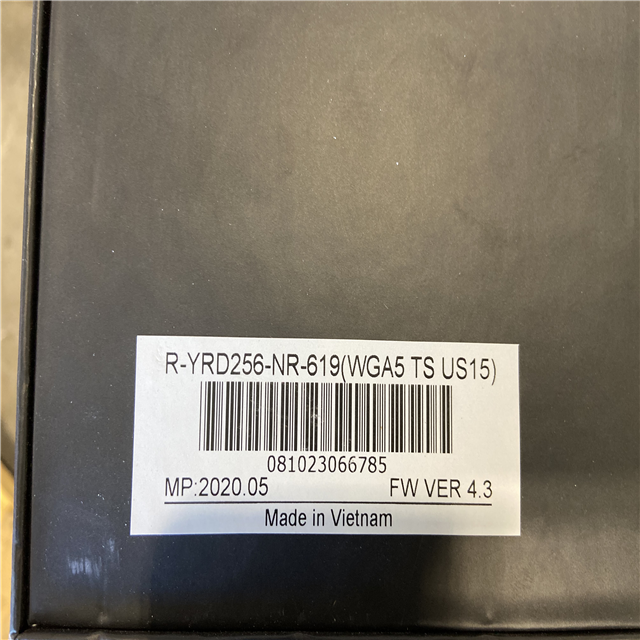 R-YRD256-NR-619(WGA5 TS US15)
081023066785
MP:2020.05 FW VER 4.3
Made in Vietnam